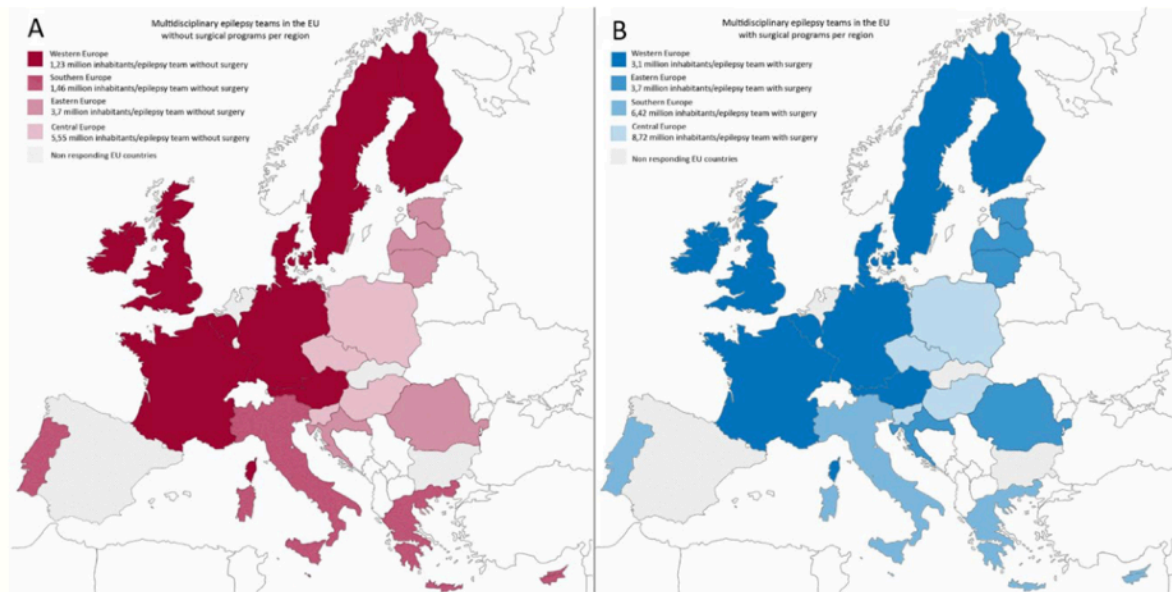 A
Multidisciplinary epilepsy teams in the EU
without surgical programs per region
Western Europe
1,23 million inhabitants/epilepsy team without surgery
Southern Europe
1,46 million inhabitants/epilepsy team without surgery
Eastern Europe
3,7 million inhabitants/epilepsy team without surgery
Central Europe
5,55 million inhabitants/epilepsy team without surgery
Non responding EU countries
B
Multidisciplinary epilepsy teams in the EU
with surgical programs per region
Western Europe
3,1 million inhabitants/epilepsy team with surgery
Eastern Europe
3,7 million inhabitants/epilepsy team with surgery
Southern Europe
6,42 million inhabitants/epilepsy team with surgery
Central Europe
8,72 million inhabitants/epilepsy team with surgery
Non responding EU countries